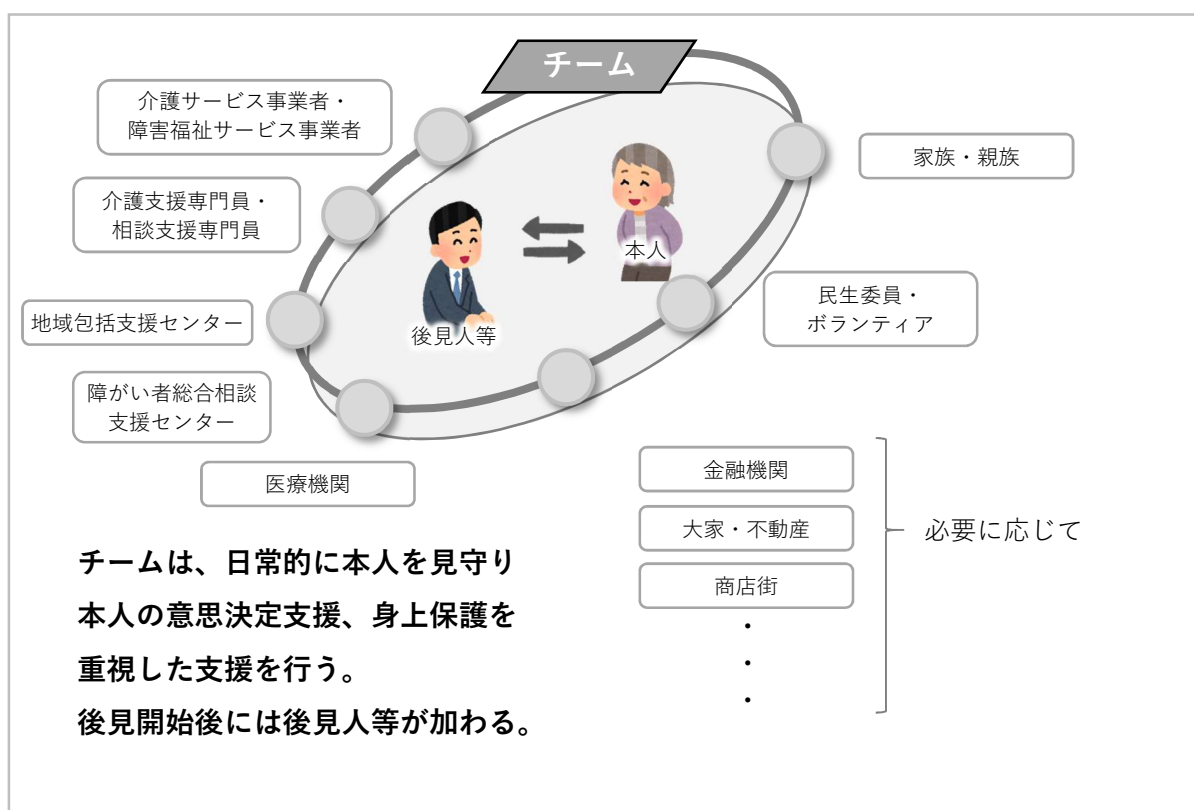 チーム
介護サービス事業者・
障害福祉サービス事業者
家族・親族
介護支援専門員・
相談支援専門員
本人
民生委員・
ボランティア
地域包括支援センター
後見人等
障がい者総合相談
支援センター
医療機関
金融機関
大家・不動産
必要に応じて
商店街
・
・
・
チームは、日常的に本人を見守り
本人の意思決定支援、身上保護を
重視した支援を行う。
後見開始後には後見人等が加わる。